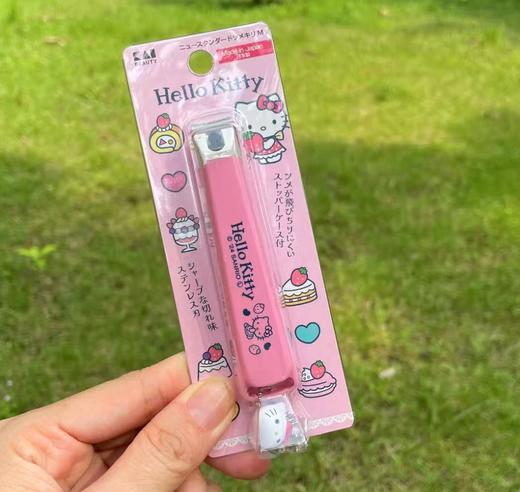 KAI
BEAUTY
ニュースタンダードツメキリM
Made in Japan
日本製
Hello Kitty
ツメが飛びちりにくい
ストッパーケース付
Hello Kitty
© '24 SANRIO ©
シャープな切れ味
ステンレス刃